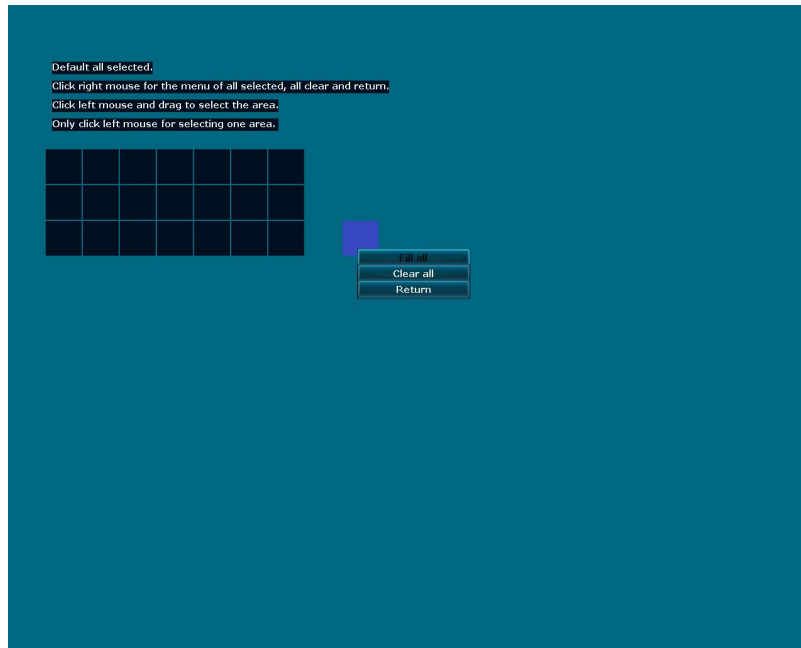 Default all selected.
Click right mouse for the menu of all selected, all clear and return.
Click left mouse and drag to select the area.
Only click left mouse for selecting one area.
Fill all
Clear all
Return